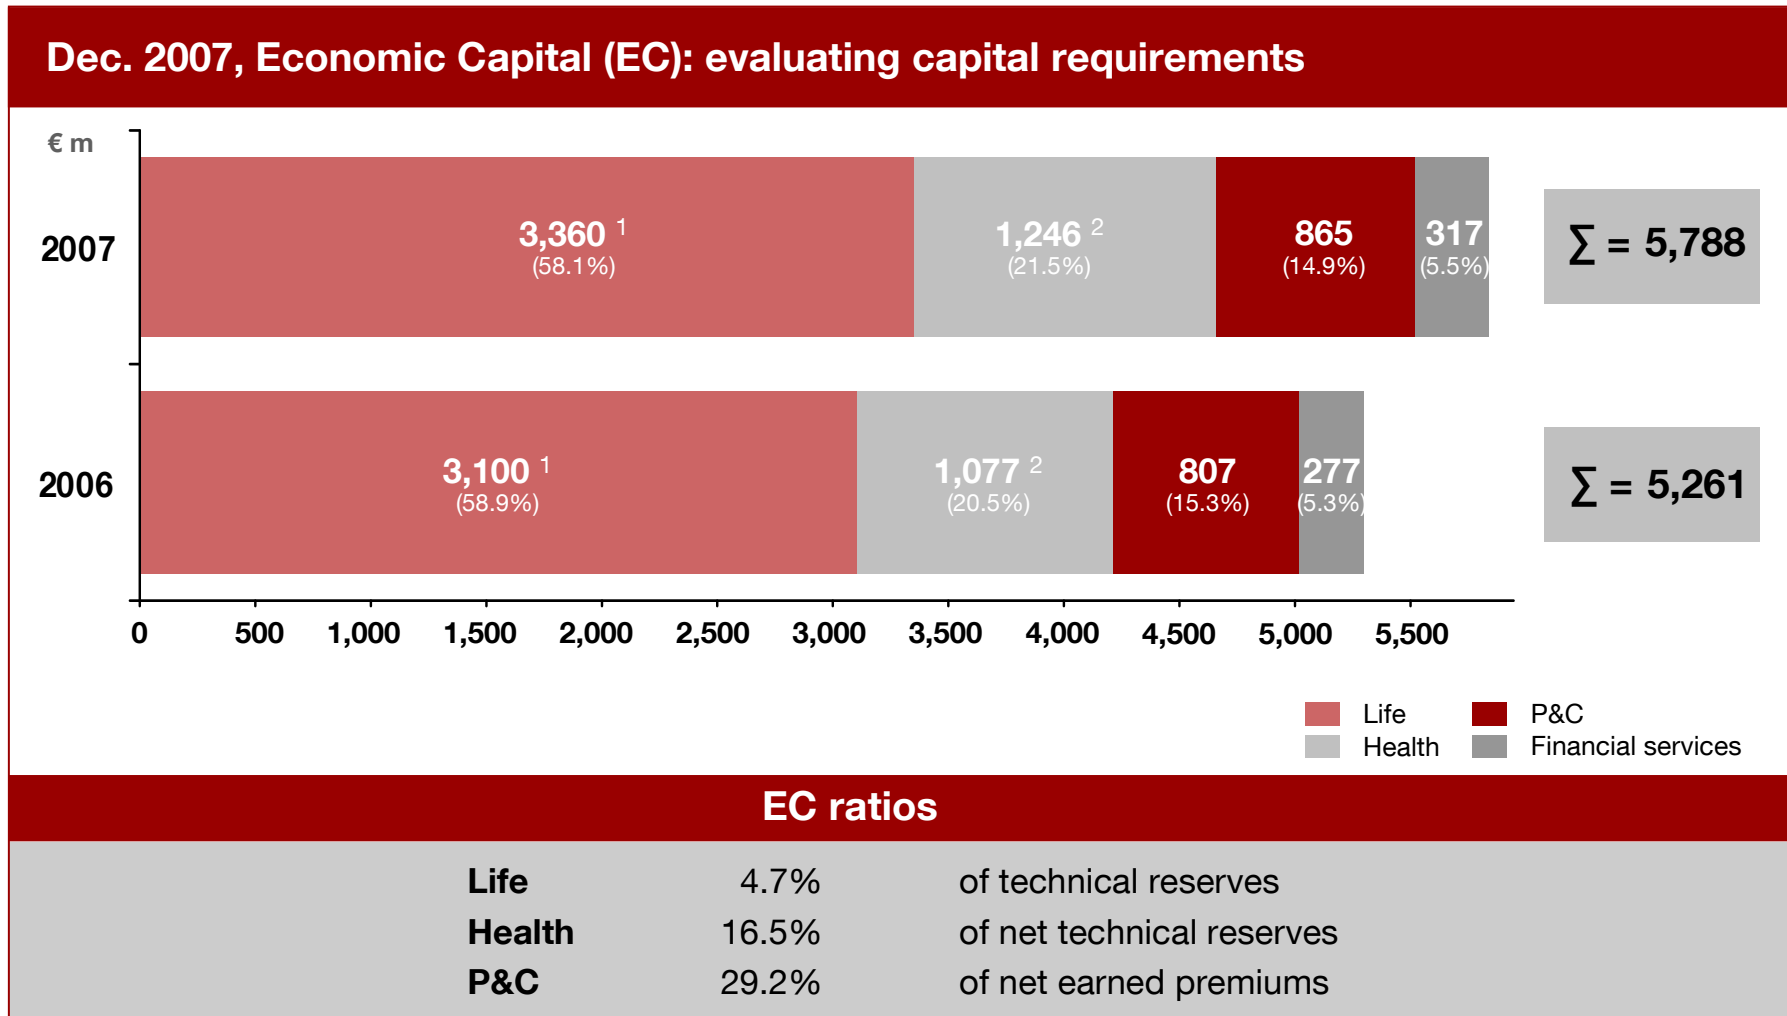 Dec. 2007, Economic Capital (EC): evaluating capital requirements
€ m
2007
3,360 1
(58.1%)
1,246 2
(21.5%)
865
(14.9%)
317
(5.5%)
∑ = 5,788
2006
3,100 1
(58.9%)
1,077 2
(20.5%)
807
(15.3%)
277
(5.3%)
∑ = 5,261
0 500 1,000 1,500 2,000 2,500 3,000 3,500 4,000 4,500 5,000 5,500
Life P&C
Health Financial services
EC ratios
Life 4.7% of technical reserves
Health 16.5% of net technical reserves
P&C 29.2% of net earned premiums